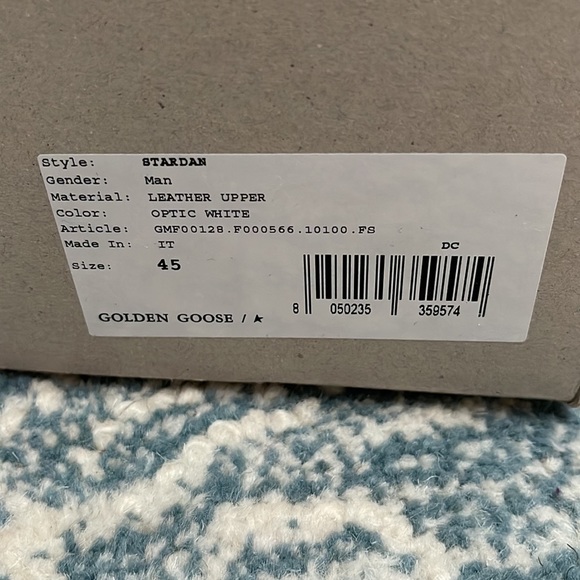 Style: STARDAN
Gender: Man
Material: LEATHER UPPER
Color: OPTIC WHITE
Article: GMF00128.F000566.10100.FS
Made In: IT
Size: 45
DC
8 050235 359574
GOLDEN GOOSE /